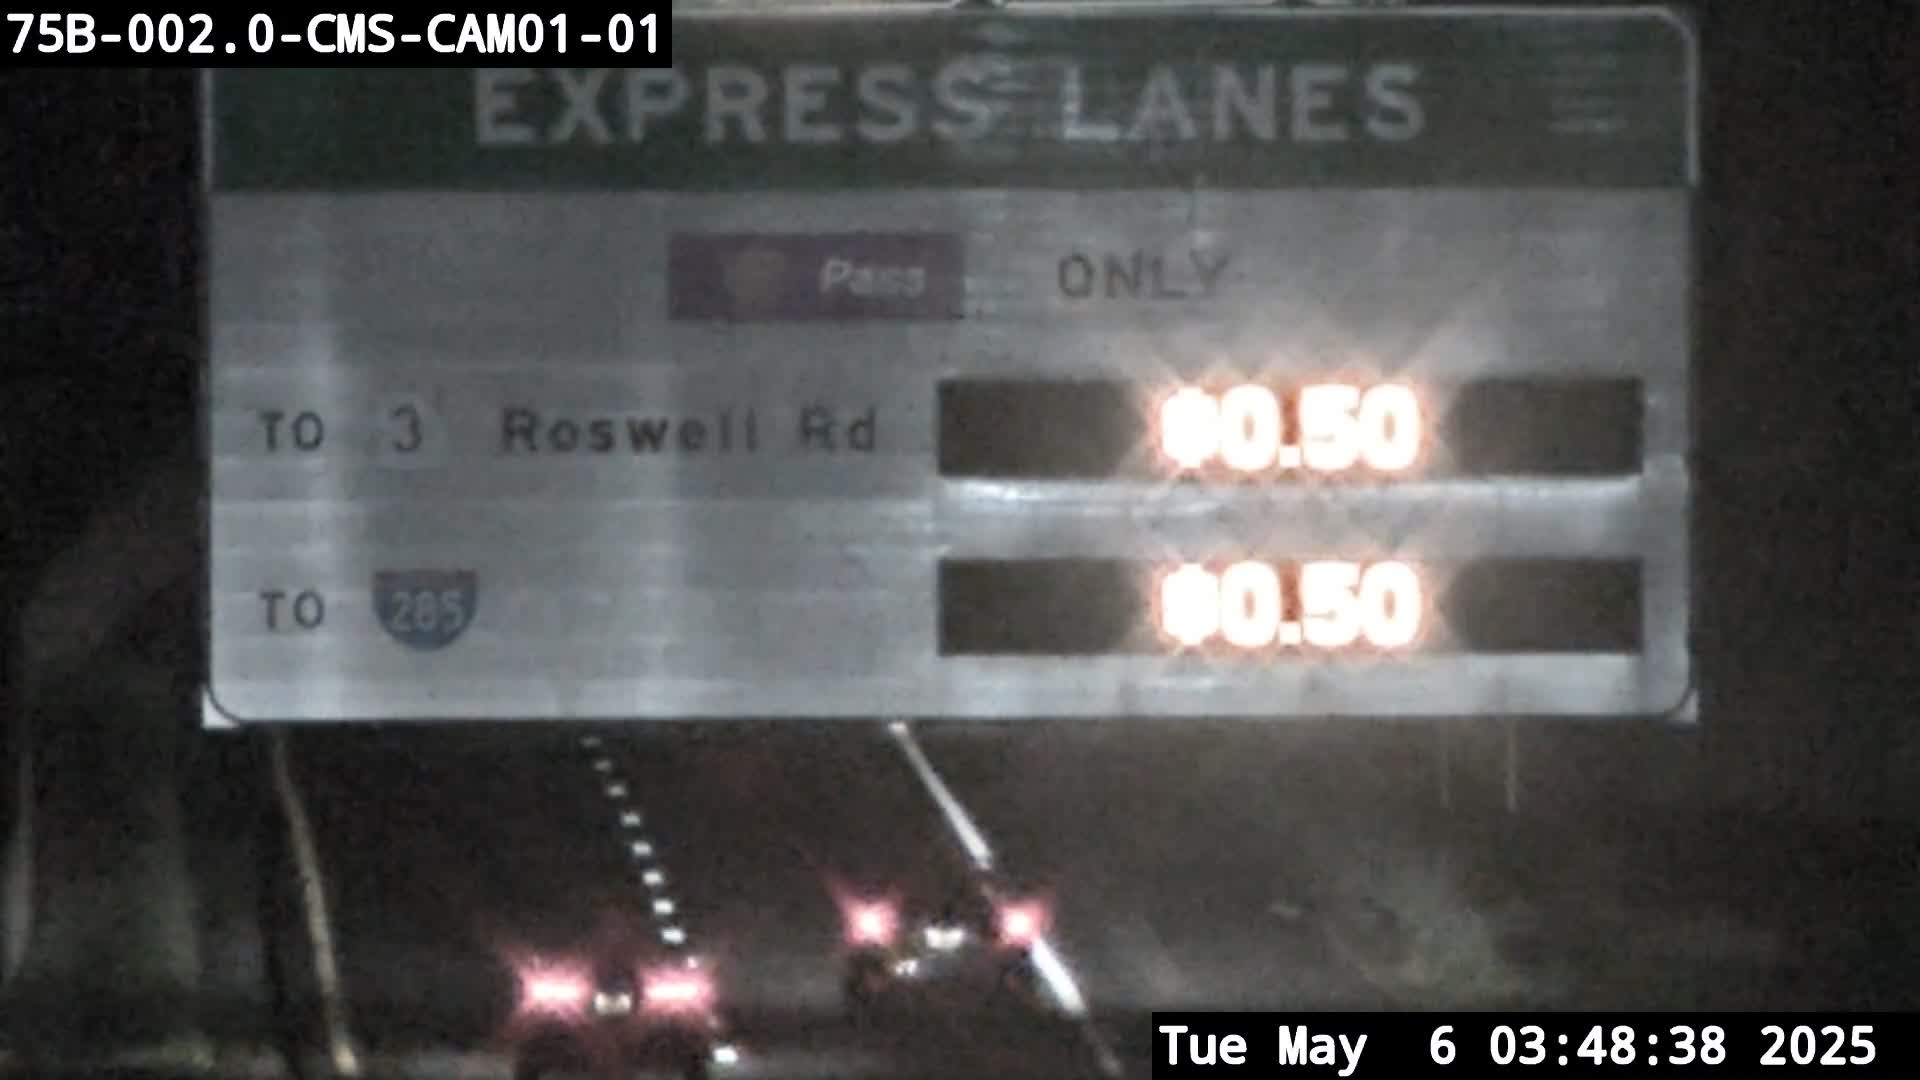 75B-002.0-CMS-CAM01-01
EXPRESS LANES
Pass ONLY
TO 3 Roswell Rd $0.50
TO 285 $0.50
Tue May 6 03:48:38 2025